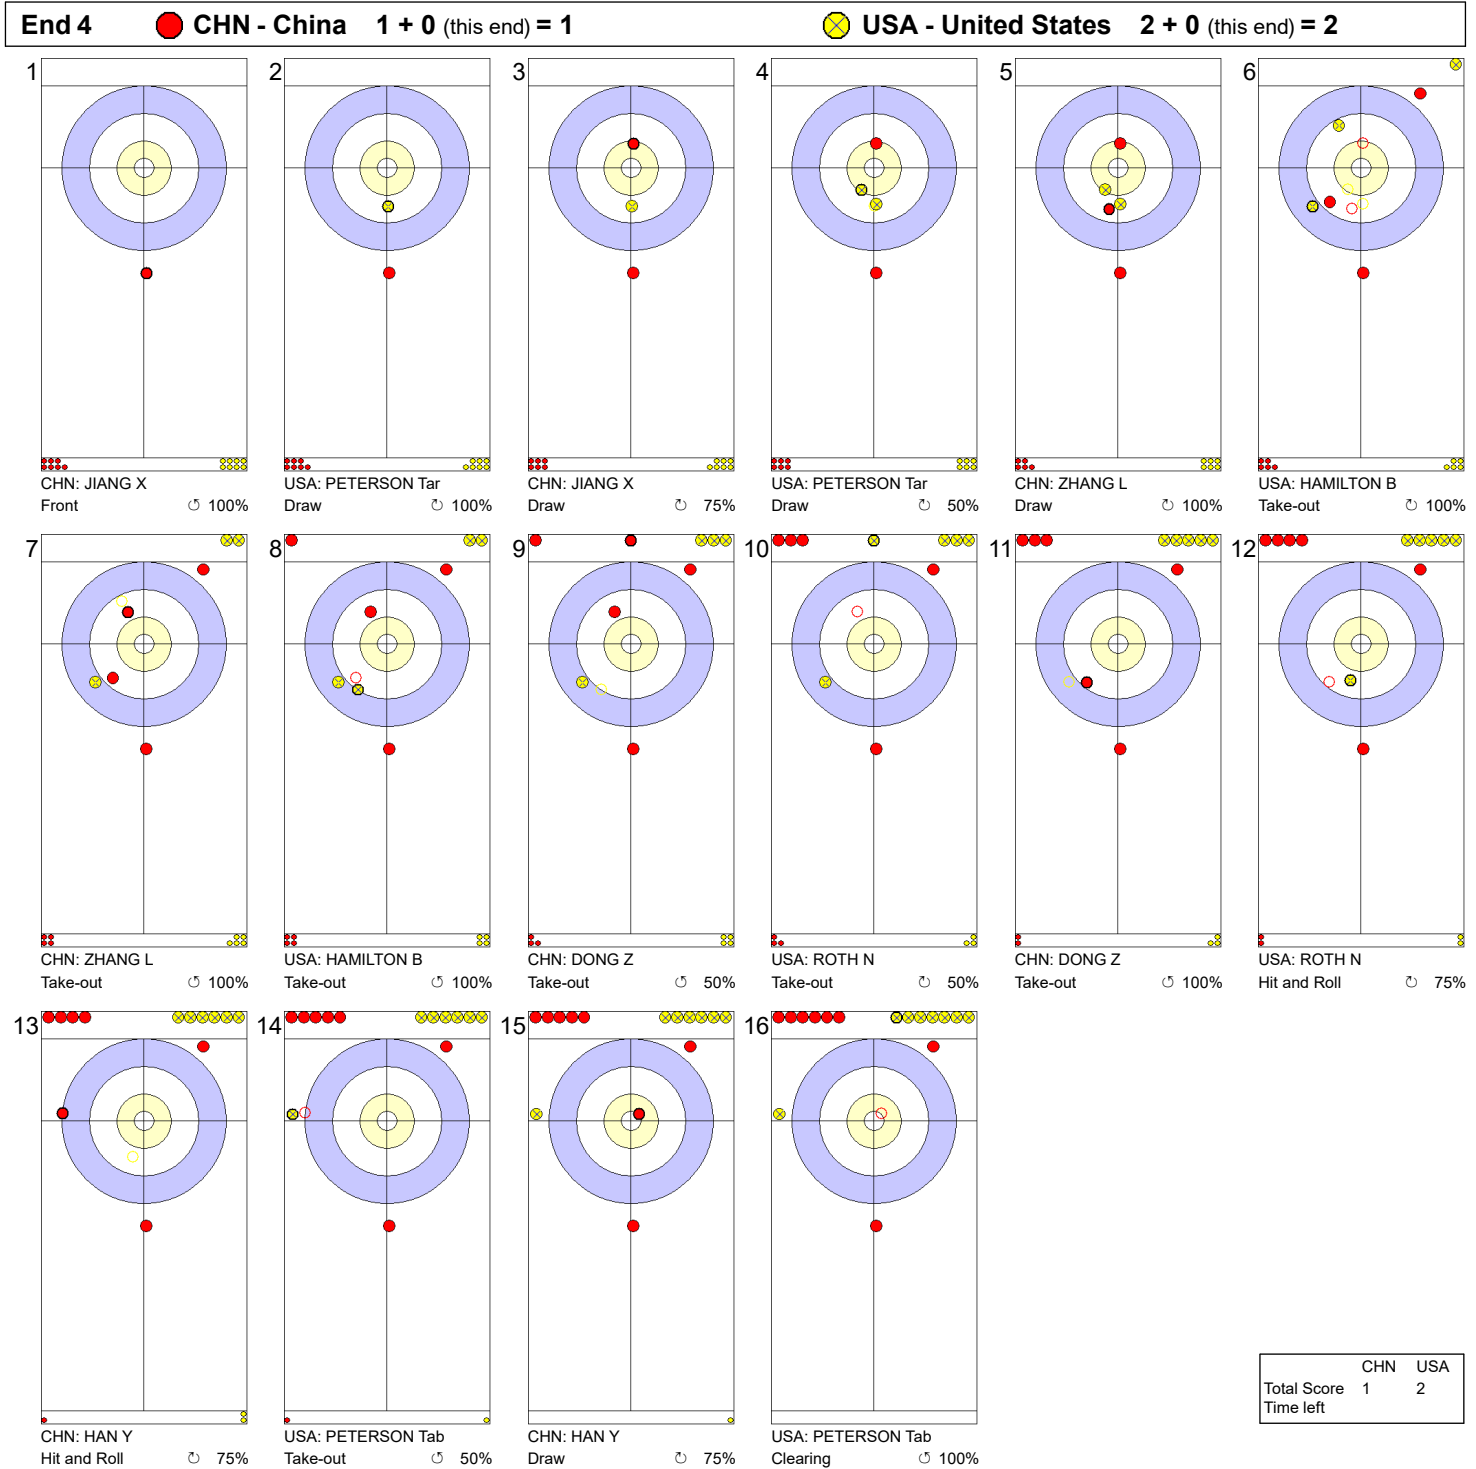 End 4 CHN - China 1 + 0 (this end) = 1 USA - United States 2 + 0 (this end) = 2
1 2 3 4 5 6
CHN: JIANG X USA: PETERSON Tar CHN: JIANG X USA: PETERSON Tar CHN: ZHANG L USA: HAMILTON B
Front ↺ 100% Draw ↻ 100% Draw ↻ 75% Draw ↻ 50% Draw ↻ 100% Take-out ↻ 100%
7 8 9 10 11 12
CHN: ZHANG L USA: HAMILTON B CHN: DONG Z USA: ROTH N CHN: DONG Z USA: ROTH N
Take-out ↺ 100% Take-out ↺ 100% Take-out ↺ 50% Take-out ↻ 50% Take-out ↺ 100% Hit and Roll ↻ 75%
13 14 15 16
CHN: HAN Y USA: PETERSON Tab CHN: HAN Y USA: PETERSON Tab
Hit and Roll ↻ 75% Take-out ↺ 50% Draw ↻ 75% Clearing ↻ 100%
CHN USA
Total Score 1 2
Time left